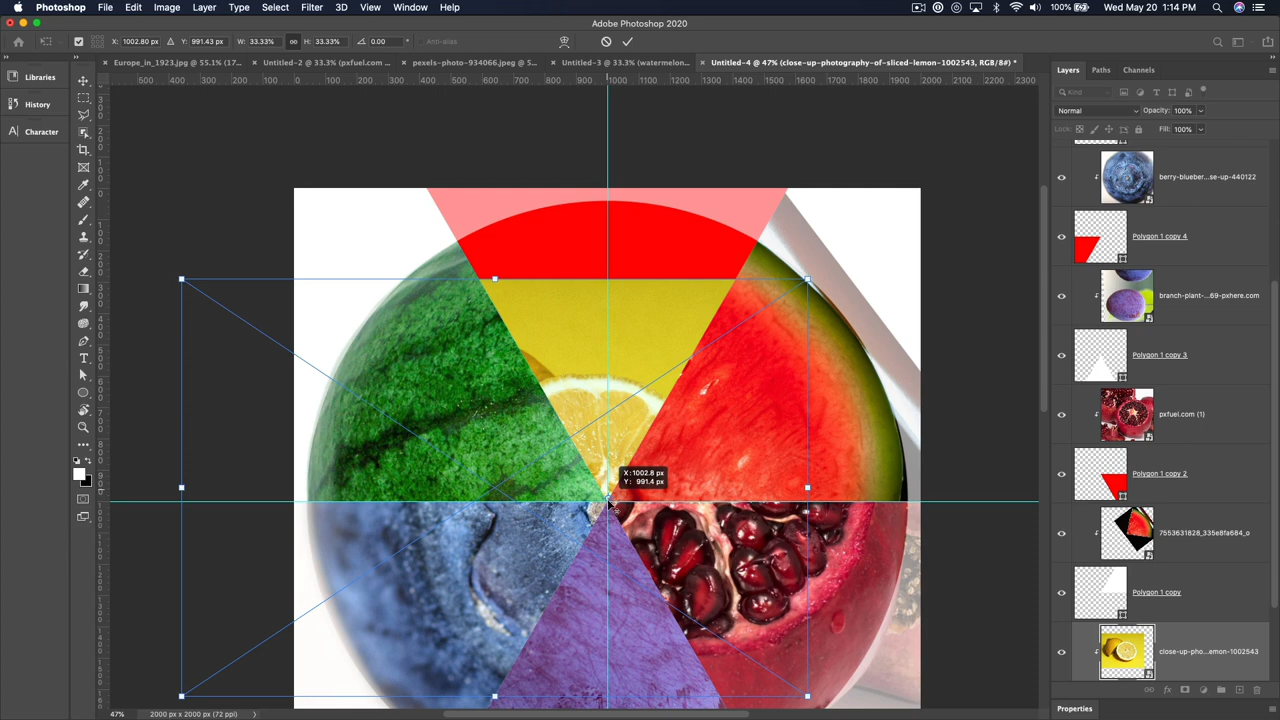 Photoshop File Edit Image Layer Type Select Filter 3D View Window Help 100% Wed May 20 1:14 PM
Adobe Photoshop 2020
X: 1002.80 px Y: 991.43 px W: 33.33% H: 33.33% 0.00 ° Anti-alias
Europe_in_1923.jpg @ 55.1% (17... Untitled-2 @ 33.3% (pxfuel.com ... pexels-photo-934066.jpeg @ 5... Untitled-3 @ 33.3% (watermelon... Untitled-4 @ 47% (close-up-photography-of-sliced-lemon-1002543, RGB/8#) *
Libraries
History
Character
Layers Paths Channels
Kind
Normal Opacity: 100%
Lock: Fill: 100%
berry-blueber...se-up-440122
Polygon 1 copy 4
branch-plant-...69-pxhere.com
Polygon 1 copy 3
pxfuel.com (1)
Polygon 1 copy 2
7553631828_335e8fa684_o
Polygon 1 copy
close-up-pho...emon-1002543
X: 1002.8 px
Y: 991.4 px
47% 2000 px x 2000 px (72 ppi)
Properties